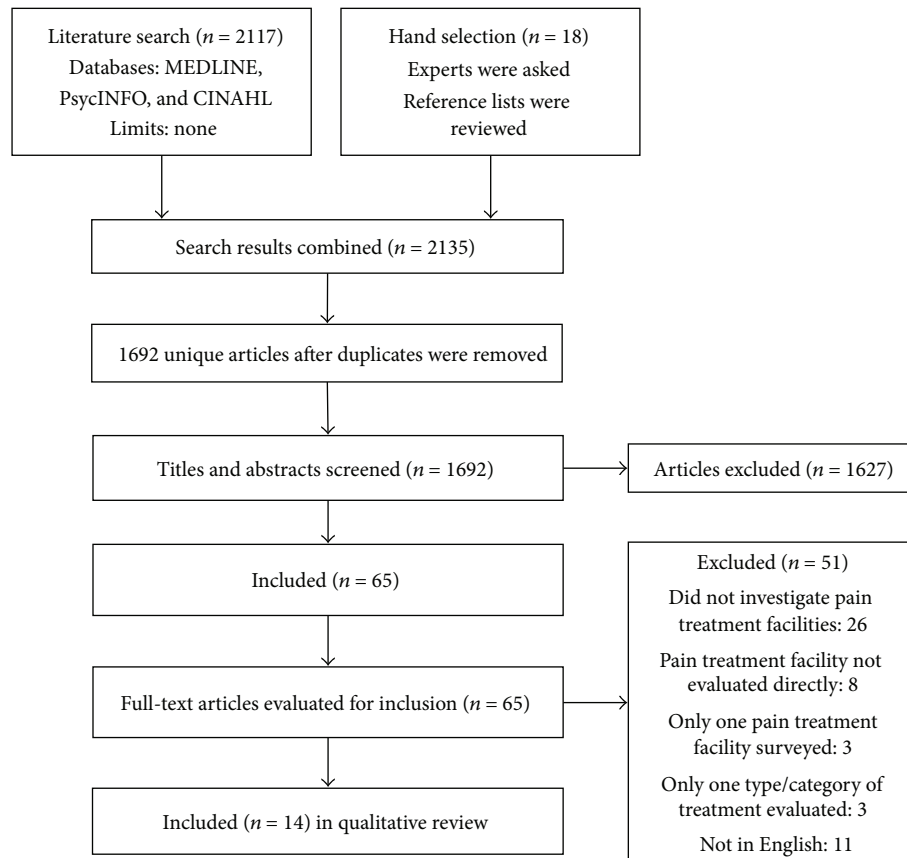 Literature search (n = 2117)
Databases: MEDLINE,
PsycINFO, and CINAHL
Limits: none
Hand selection (n = 18)
Experts were asked
Reference lists were
reviewed
Search results combined (n = 2135)
1692 unique articles after duplicates were removed
Titles and abstracts screened (n = 1692)
Articles excluded (n = 1627)
Included (n = 65)
Full-text articles evaluated for inclusion (n = 65)
Excluded (n = 51)
Did not investigate pain
treatment facilities: 26
Pain treatment facility not
evaluated directly: 8
Only one pain treatment
facility surveyed: 3
Only one type/category of
treatment evaluated: 3
Not in English: 11
Included (n = 14) in qualitative review